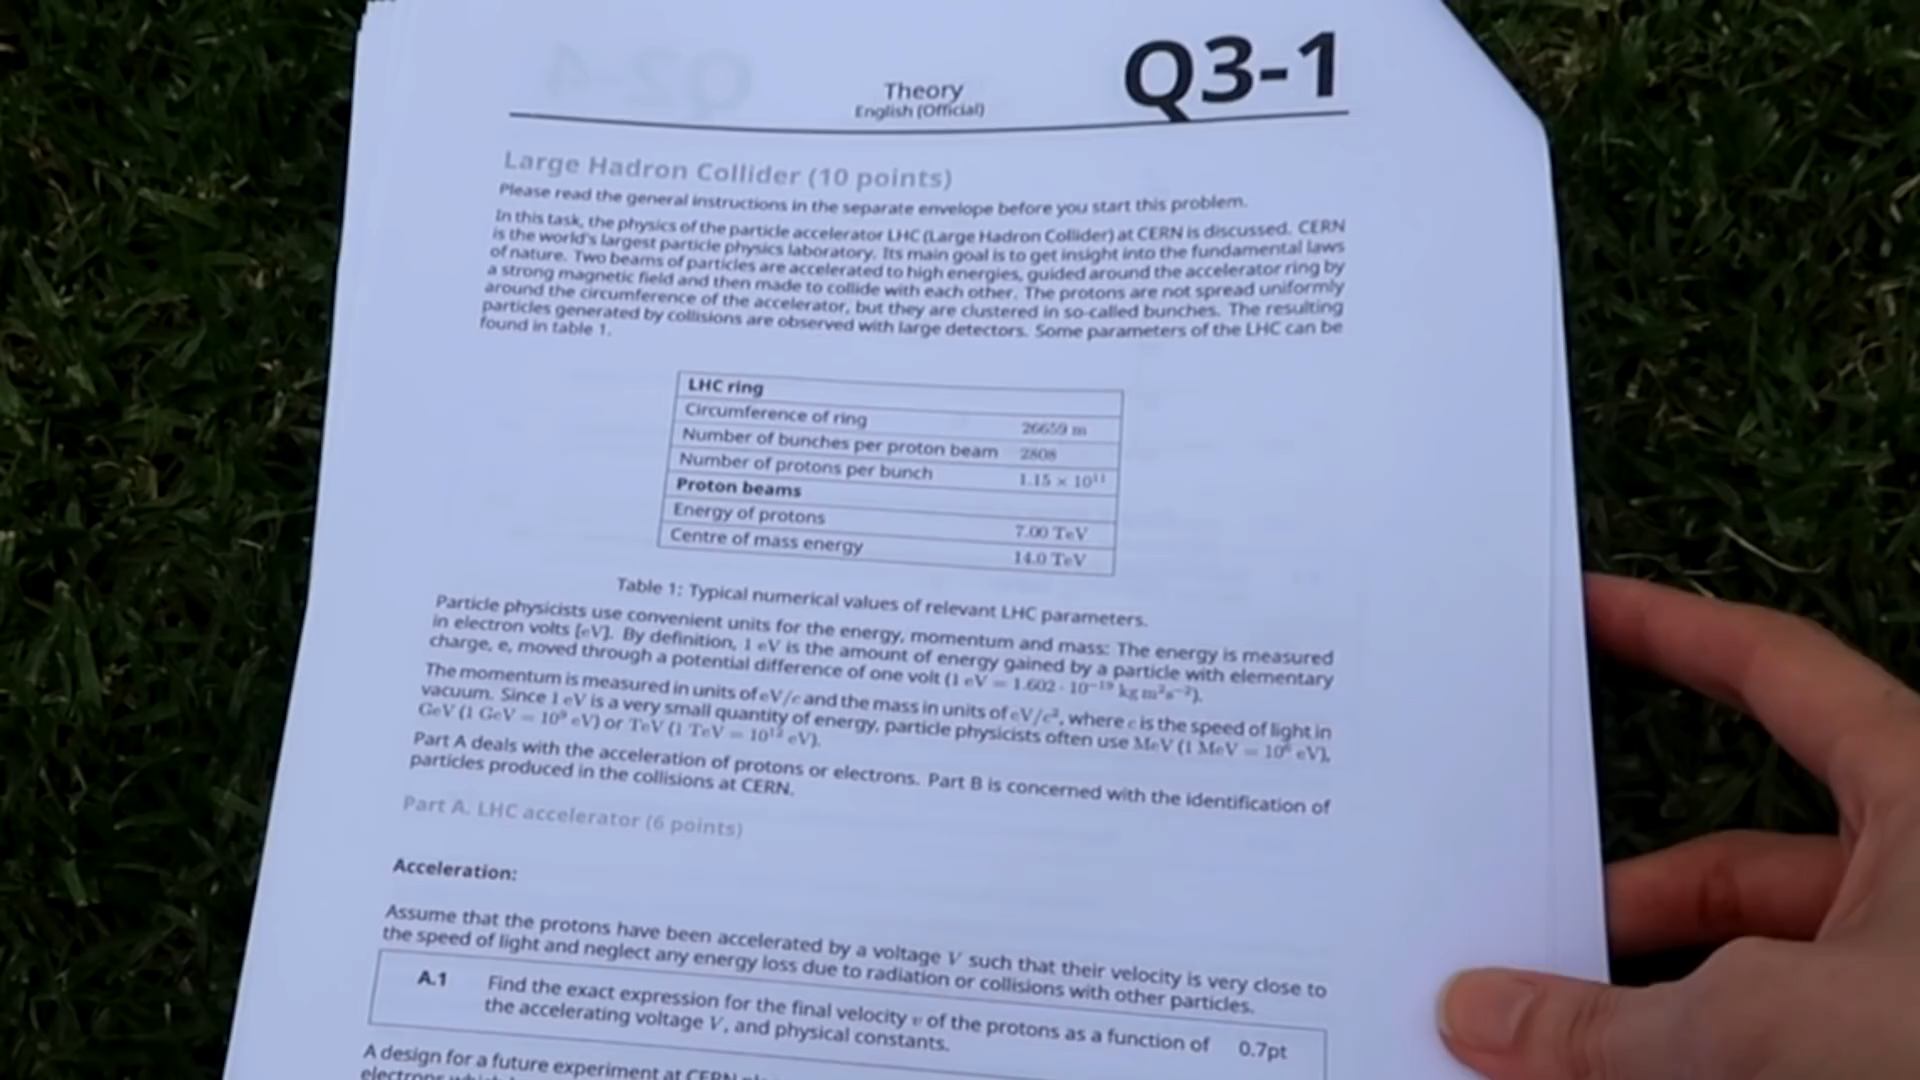 Q3-1
Theory
English (Official)
Large Hadron Collider (10 points)
Please read the general instructions in the separate envelope before you start this problem.
In this task, the physics of the particle accelerator LHC (Large Hadron Collider) at CERN is discussed. CERN
is the world's largest particle physics laboratory. Its main goal is to get insight into the fundamental laws
of nature. Two beams of particles are accelerated to high energies, guided around the accelerator ring by
a strong magnetic field and then made to collide with each other. The protons are not spread uniformly
around the circumference of the accelerator, but they are clustered in so-called bunches. The resulting
particles generated by collisions are observed with large detectors. Some parameters of the LHC can be
found in table 1.
LHC ring
Circumference of ring 26659 m
Number of bunches per proton beam 2808
Number of protons per bunch 1.15 × 10¹¹
Proton beams
Energy of protons 7.00 TeV
Centre of mass energy 14.0 TeV
Table 1: Typical numerical values of relevant LHC parameters.
Particle physicists use convenient units for the energy, momentum and mass: The energy is measured
in electron volts [eV]. By definition, 1 eV is the amount of energy gained by a particle with elementary
charge, e, moved through a potential difference of one volt (1 eV = 1.602 · 10⁻¹⁹ kg m²s⁻²).
The momentum is measured in units of eV/c and the mass in units of eV/c², where c is the speed of light in
vacuum. Since 1 eV is a very small quantity of energy, particle physicists often use MeV (1 MeV = 10⁶ eV),
GeV (1 GeV = 10⁹ eV) or TeV (1 TeV = 10¹² eV).
Part A deals with the acceleration of protons or electrons. Part B is concerned with the identification of
particles produced in the collisions at CERN.
Part A. LHC accelerator (6 points)
Acceleration:
Assume that the protons have been accelerated by a voltage V such that their velocity is very close to
the speed of light and neglect any energy loss due to radiation or collisions with other particles.
A.1 Find the exact expression for the final velocity v of the protons as a function of 0.7pt
the accelerating voltage V, and physical constants.
A design for a future experiment at CERN
electrons which